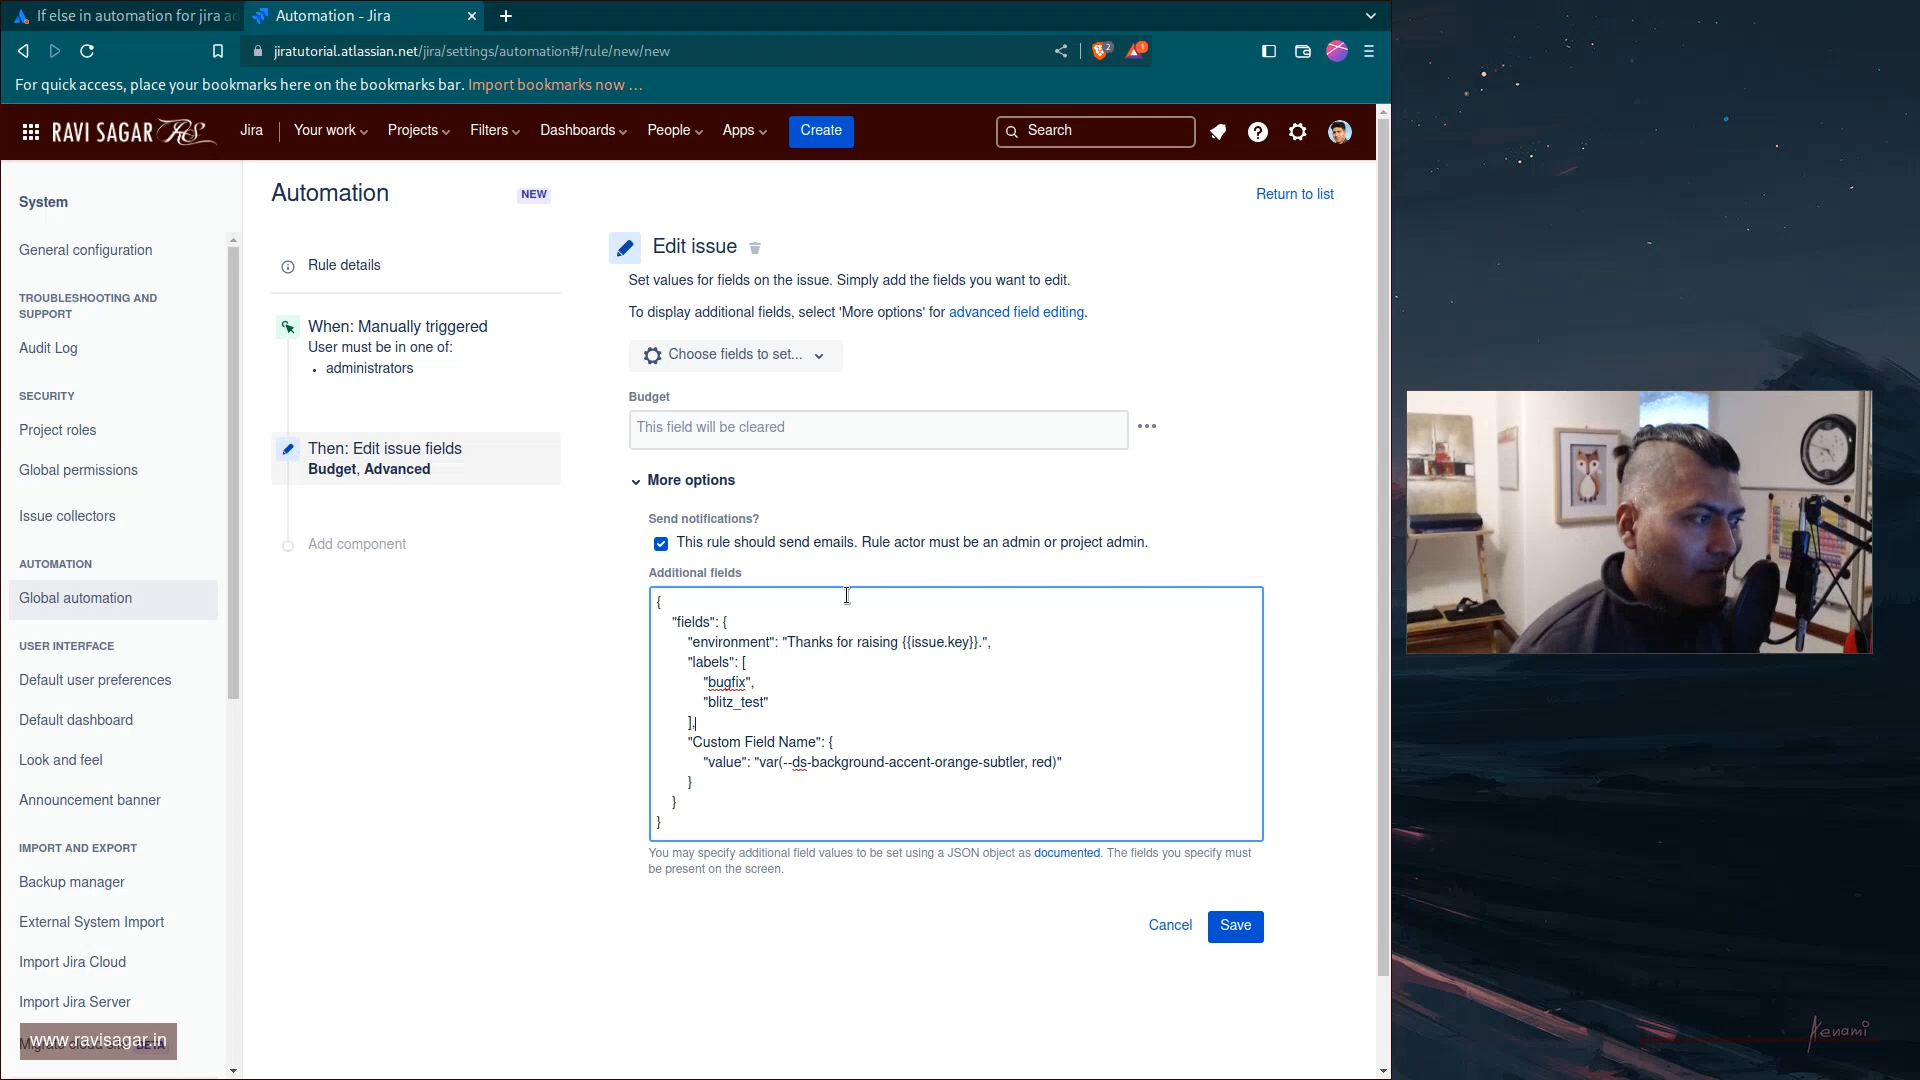 If else in automation for jira ad
Automation - Jira
jiratutorial.atlassian.net/jira/settings/automation#/rule/new/new
2
1
For quick access, place your bookmarks here on the bookmarks bar. Import bookmarks now ...
RAVI SAGAR RS
Jira
Your work
Projects
Filters
Dashboards
People
Apps
Create
Search
System
General configuration
TROUBLESHOOTING AND
SUPPORT
Audit Log
SECURITY
Project roles
Global permissions
Issue collectors
AUTOMATION
Global automation
USER INTERFACE
Default user preferences
Default dashboard
Look and feel
Announcement banner
IMPORT AND EXPORT
Backup manager
External System Import
Import Jira Cloud
Import Jira Server
www.ravisagar.in
BETA
Automation
NEW
Return to list
Rule details
When: Manually triggered
User must be in one of:
• administrators
Then: Edit issue fields
Budget, Advanced
Add component
Edit issue
Set values for fields on the issue. Simply add the fields you want to edit.
To display additional fields, select 'More options' for advanced field editing.
Choose fields to set...
Budget
This field will be cleared
More options
Send notifications?
This rule should send emails. Rule actor must be an admin or project admin.
Additional fields
{
"fields": {
"environment": "Thanks for raising {{issue.key}}.",
"labels": [
"bugfix",
"blitz_test"
],
"Custom Field Name": {
"value": "var(--ds-background-accent-orange-subtler, red)"
}
}
}
You may specify additional field values to be set using a JSON object as documented. The fields you specify must
be present on the screen.
Cancel
Save
Kenami